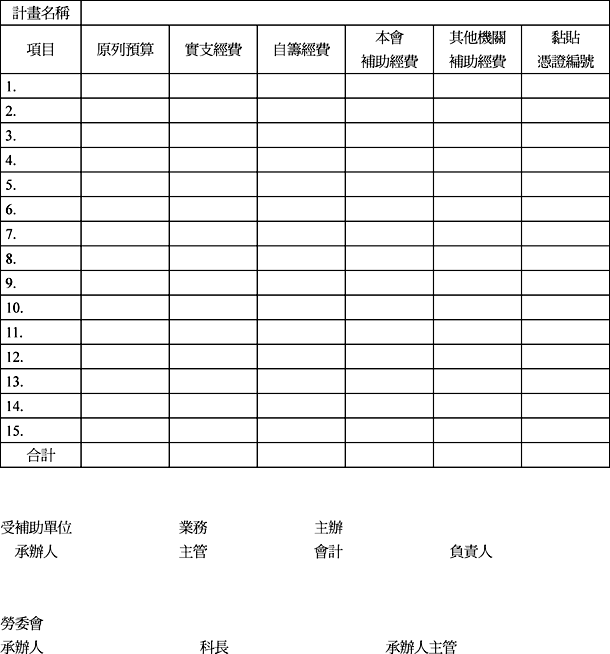 計畫名稱
項目 原列預算 實支經費 自籌經費 本會補助經費 其他機關補助經費 黏貼憑證編號
1.
2.
3.
4.
5.
6.
7.
8.
9.
10.
11.
12.
13.
14.
15.
合計
受補助單位 業務 主辦
承辦人 主管 會計 負責人
勞委會
承辦人 科長 承辦人主管